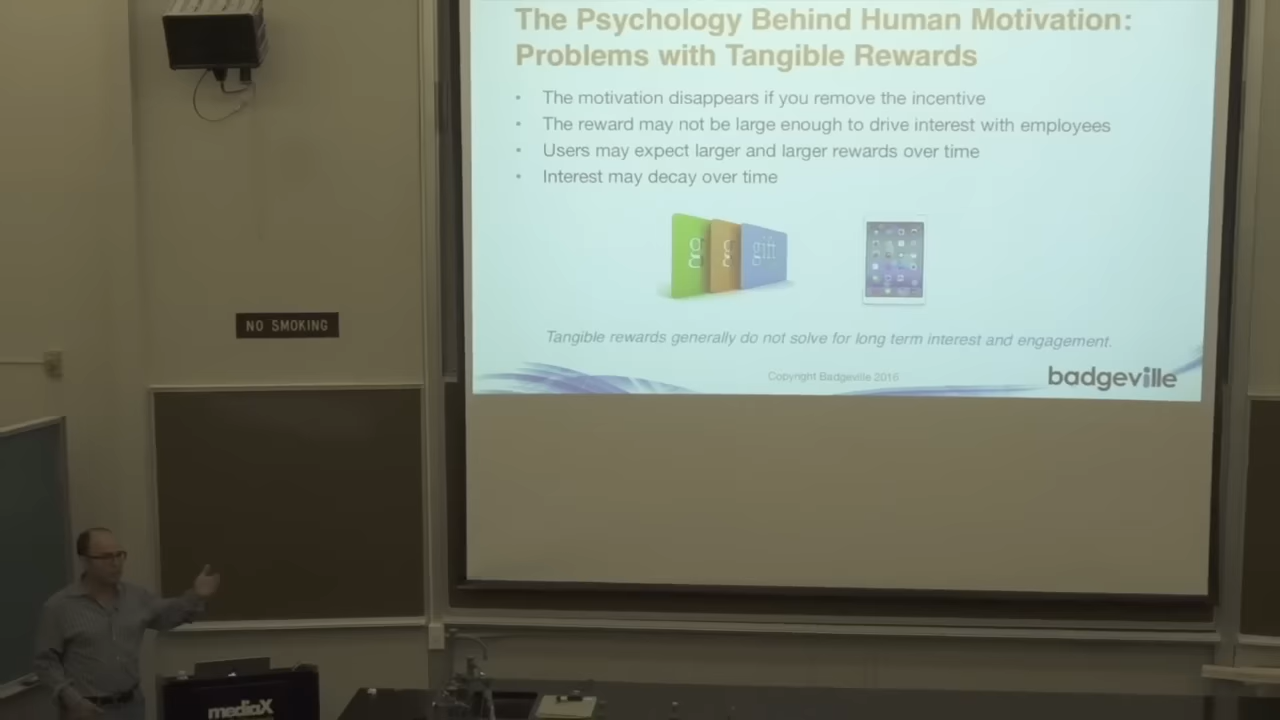 The Psychology Behind Human Motivation:
Problems with Tangible Rewards
• The motivation disappears if you remove the incentive
• The reward may not be large enough to drive interest with employees
• Users may expect larger and larger rewards over time
• Interest may decay over time
g g gift
NO SMOKING
Tangible rewards generally do not solve for long term interest and engagement.
Copyright Badgeville 2016
badgeville
mediaX